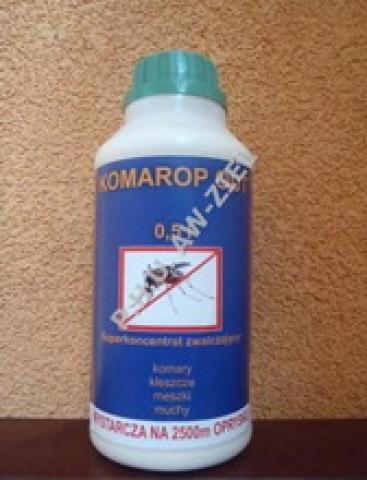 KOMAROP
0,5
Superkoncentrat zwalczający:
komary
kleszcze
meszki
muchy
WYSTARCZA NA 2500m OPRYSKU